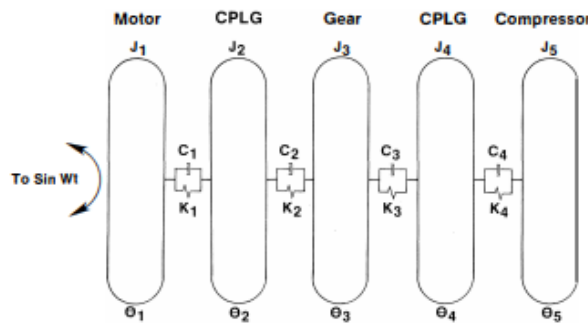 Motor CPLG Gear CPLG Compressor
J1 J2 J3 J4 J5
C1 C2 C3 C4
To Sin Wt
K1 K2 K3 K4
Θ1 Θ2 Θ3 Θ4 Θ5